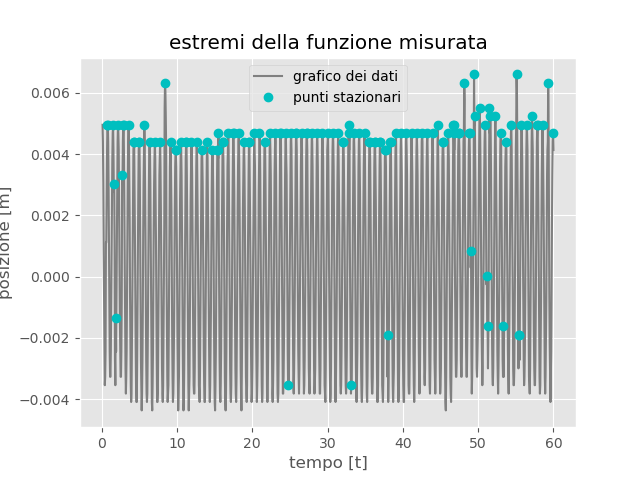 estremi della funzione misurata
grafico dei dati
punti stazionari
0.006
0.004
0.002
0.000
−0.002
−0.004
posizione [m]
0
10
20
30
40
50
60
tempo [t]